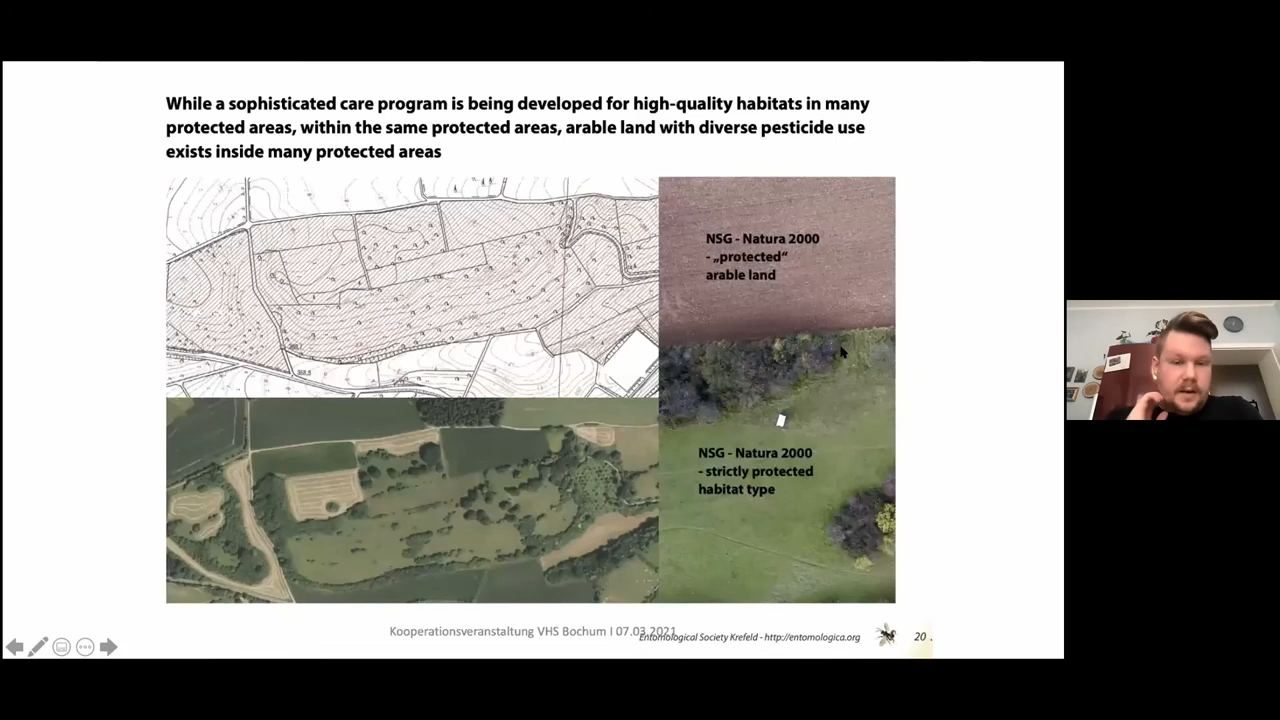 While a sophisticated care program is being developed for high-quality habitats in many
protected areas, within the same protected areas, arable land with diverse pesticide use
exists inside many protected areas
NSG - Natura 2000
- „protected“
arable land
NSG - Natura 2000
- strictly protected
habitat type
Kooperationsveranstaltung VHS Bochum I 07.03.2021
Entomological Society Krefeld - http://entomologica.org
20 .